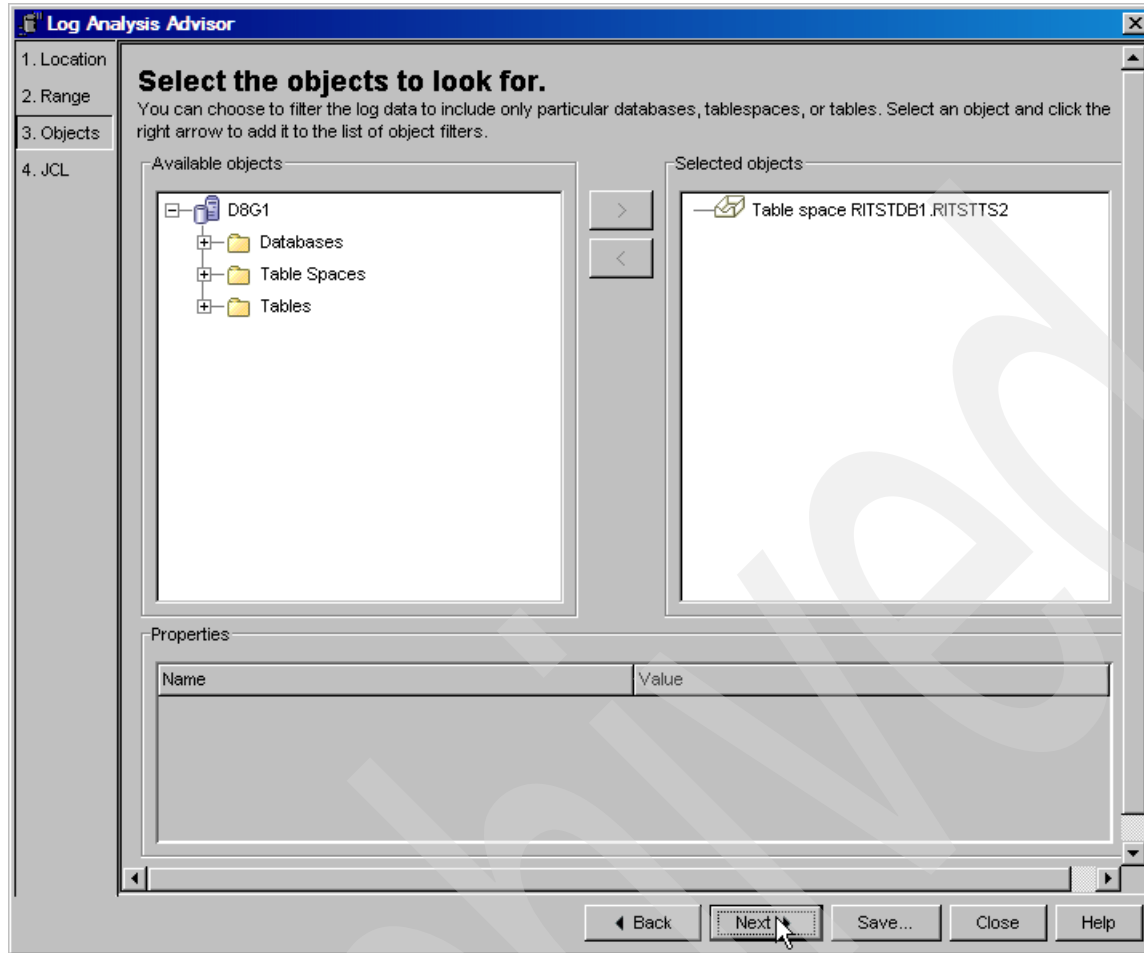 Log Analysis Advisor
1. Location
2. Range
3. Objects
4. JCL
Select the objects to look for.
You can choose to filter the log data to include only particular databases, tablespaces, or tables. Select an object and click the
right arrow to add it to the list of object filters.
Available objects
D8G1
Databases
Table Spaces
Tables
>
<
Selected objects
Table space RITSTDB1.RITSTTS2
Properties
Name Value
Back Next Save... Close Help